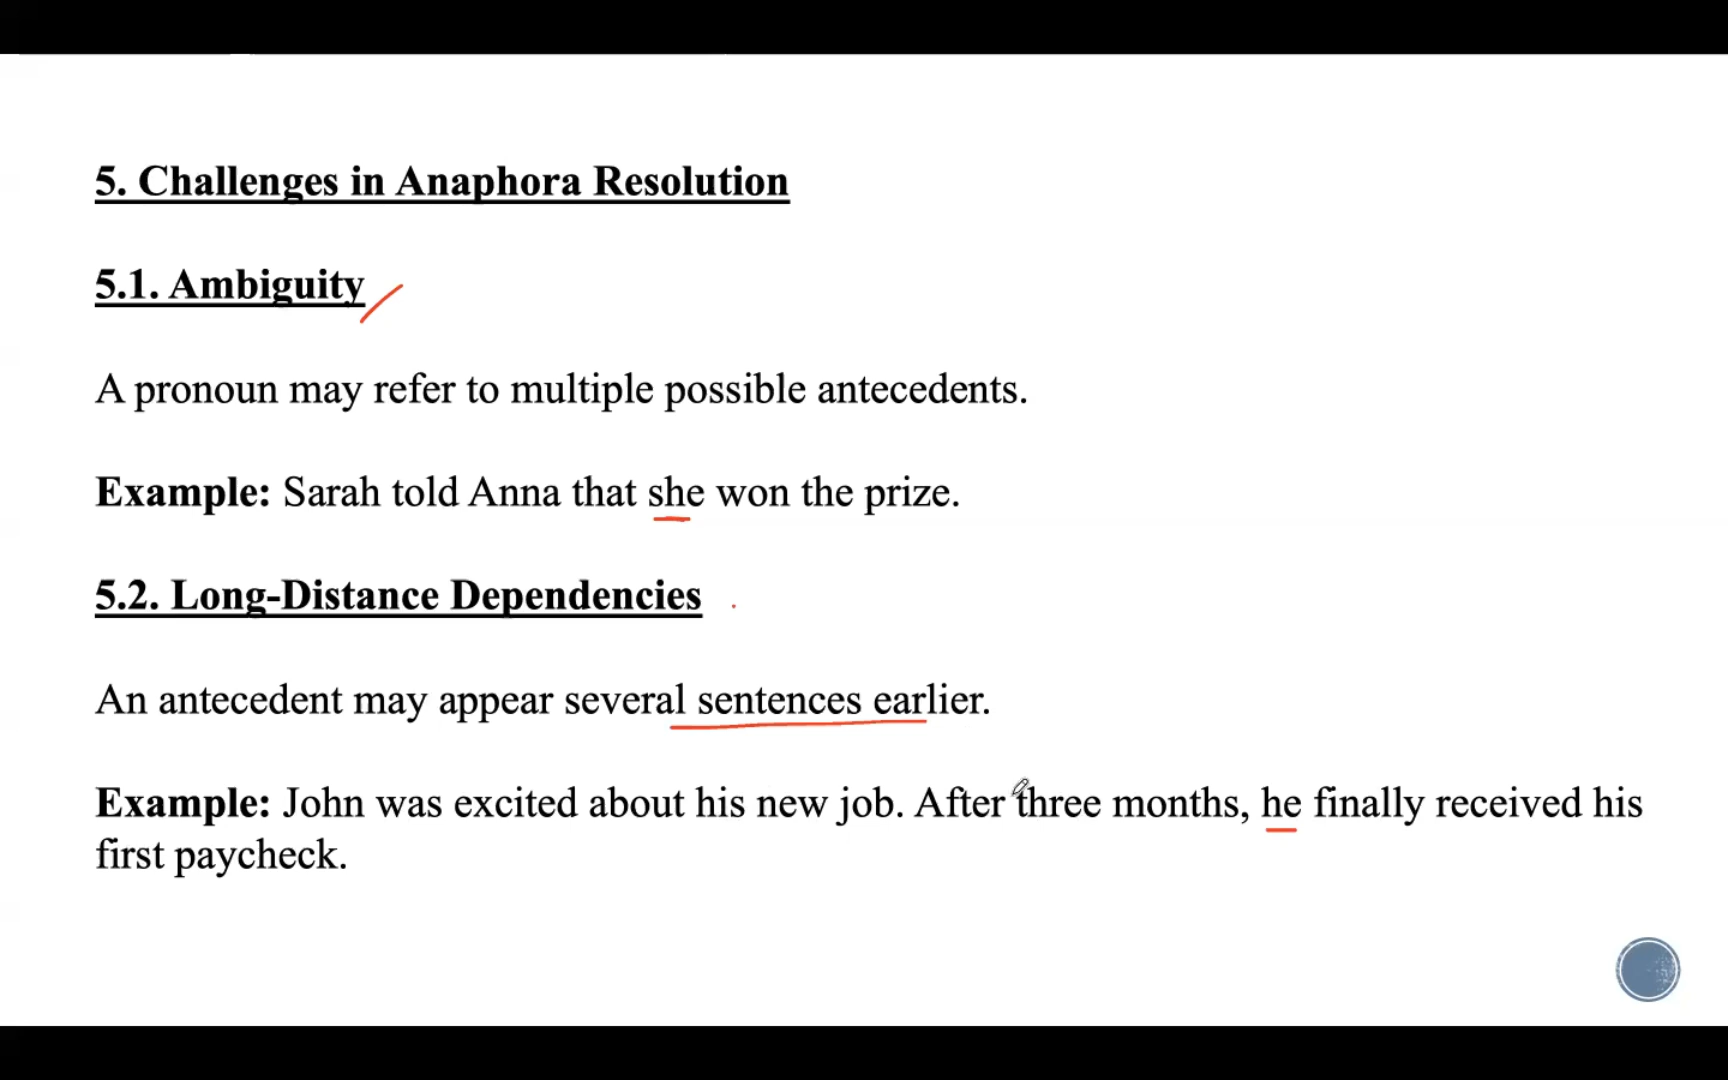 5. Challenges in Anaphora Resolution
5.1. Ambiguity
A pronoun may refer to multiple possible antecedents.
Example: Sarah told Anna that she won the prize.
5.2. Long-Distance Dependencies
An antecedent may appear several sentences earlier.
Example: John was excited about his new job. After three months, he finally received his
first paycheck.